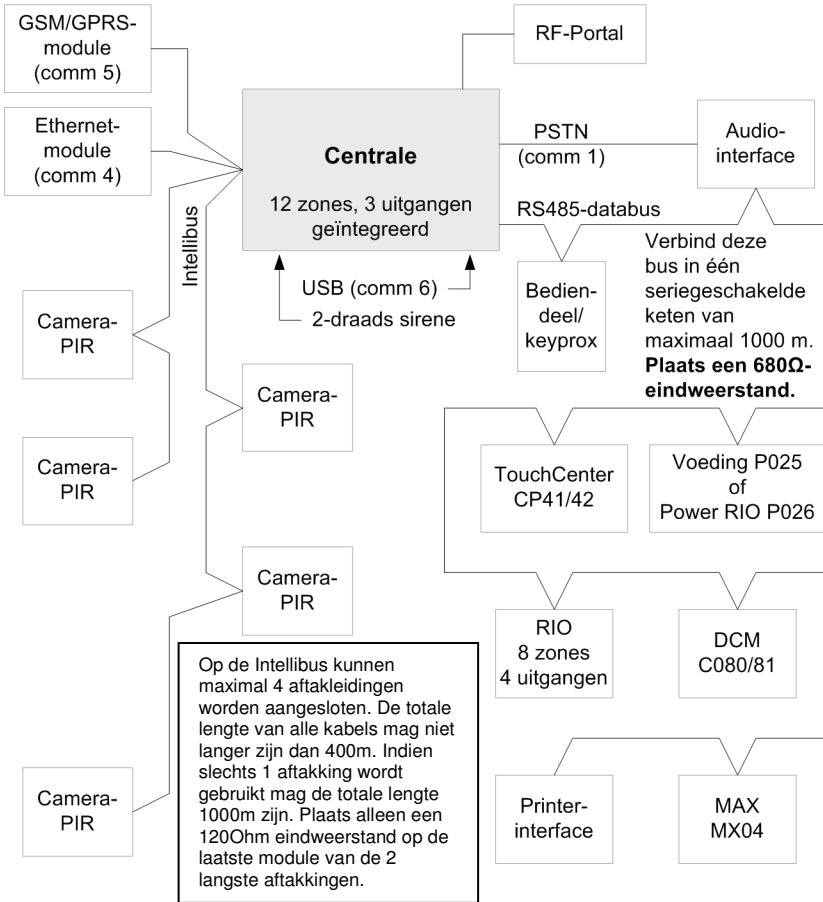 GSM/GPRS-
module
(comm 5)
RF-Portal
Ethernet-
module
(comm 4)
Centrale
12 zones, 3 uitgangen
geïntegreerd
PSTN
(comm 1)
Audio-
interface
Intellibus
RS485-databus
USB (comm 6)
2-draads sirene
Bedien-
deel/
keyprox
Verbind deze
bus in één
seriegeschakelde
keten van
maximaal 1000 m.
Plaats een 680Ω-
eindweerstand.
Camera-
PIR
Camera-
PIR
Camera-
PIR
TouchCenter
CP41/42
Voeding P025
of
Power RIO P026
Camera-
PIR
RIO
8 zones
4 uitgangen
DCM
C080/81
Op de Intellibus kunnen
maximal 4 aftakleidingen
worden aangesloten. De totale
lengte van alle kabels mag niet
langer zijn dan 400m. Indien
slechts 1 aftakking wordt
gebruikt mag de totale lengte
1000m zijn. Plaats alleen een
120Ohm eindweerstand op de
laatste module van de 2
langste aftakkingen.
Camera-
PIR
Printer-
interface
MAX
MX04